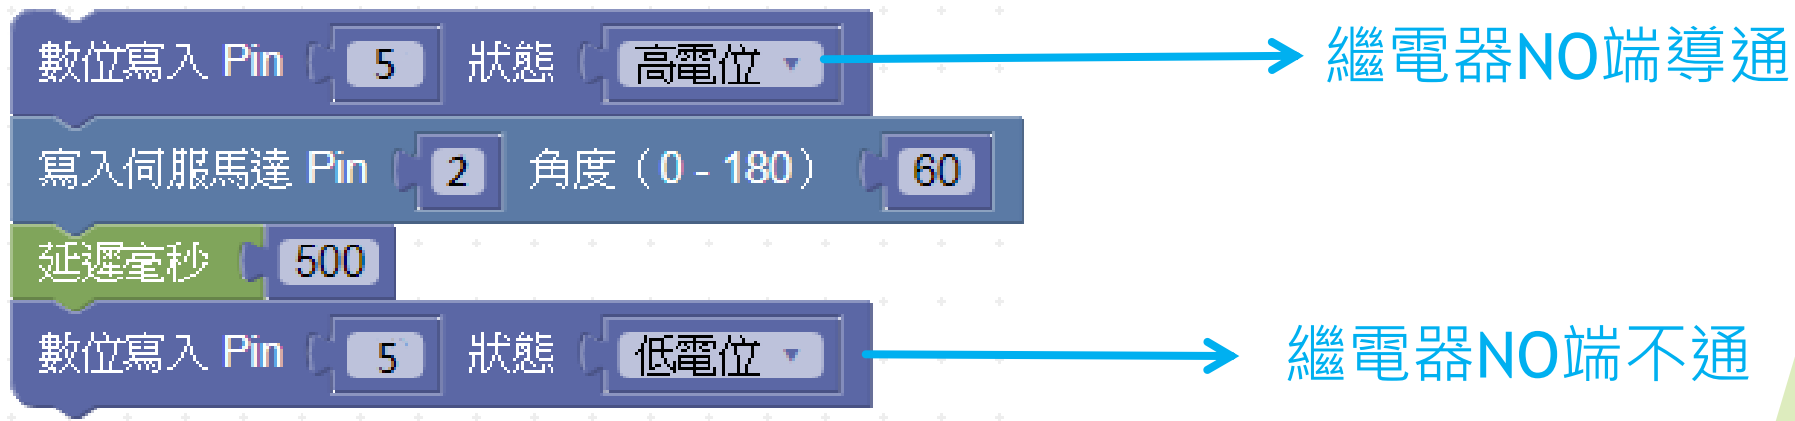 數位寫入 Pin 5 狀態 高電位 繼電器NO端導通
寫入伺服馬達 Pin 2 角度（0 - 180） 60
延遲毫秒 500
數位寫入 Pin 5 狀態 低電位 繼電器NO端不通